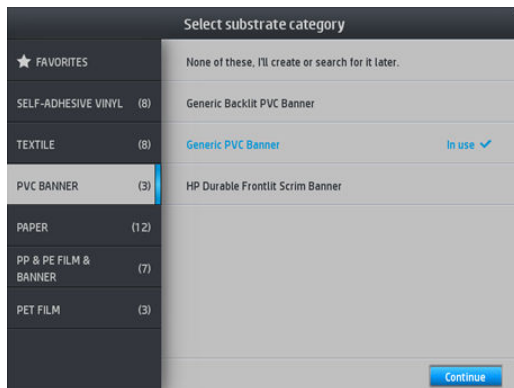 Select substrate category
FAVORITES
SELF-ADHESIVE VINYL (8)
TEXTILE (8)
PVC BANNER (3)
PAPER (12)
PP & PE FILM &
BANNER (7)
PET FILM (3)
None of these, I'll create or search for it later.
Generic Backlit PVC Banner
Generic PVC Banner In use
HP Durable Frontlit Scrim Banner
Continue